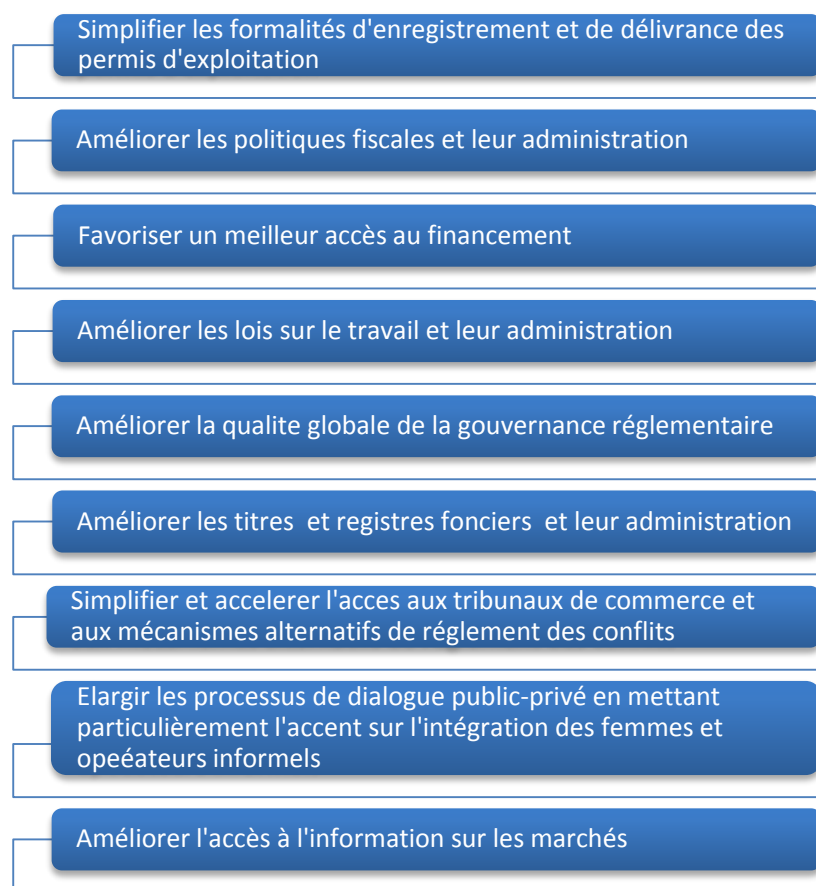 Simplifier les formalités d'enregistrement et de délivrance des
permis d'exploitation
Améliorer les politiques fiscales et leur administration
Favoriser un meilleur accès au financement
Améliorer les lois sur le travail et leur administration
Améliorer la qualite globale de la gouvernance réglementaire
Améliorer les titres et registres fonciers et leur administration
Simplifier et accelerer l'acces aux tribunaux de commerce et
aux mécanismes alternatifs de réglement des conflits
Elargir les processus de dialogue public-privé en mettant
particulièrement l'accent sur l'intégration des femmes et
opeéateurs informels
Améliorer l'accès à l'information sur les marchés